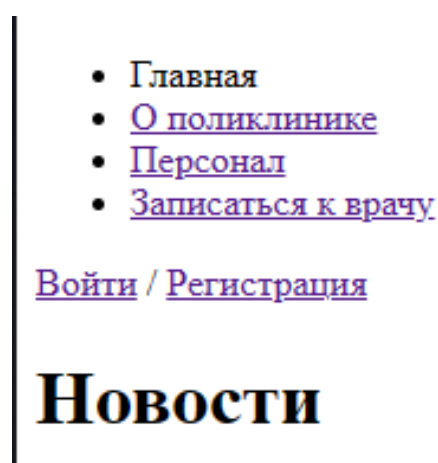 Главная
О поликлинике
Персонал
Записаться к врачу
Войти / Регистрация
Новости